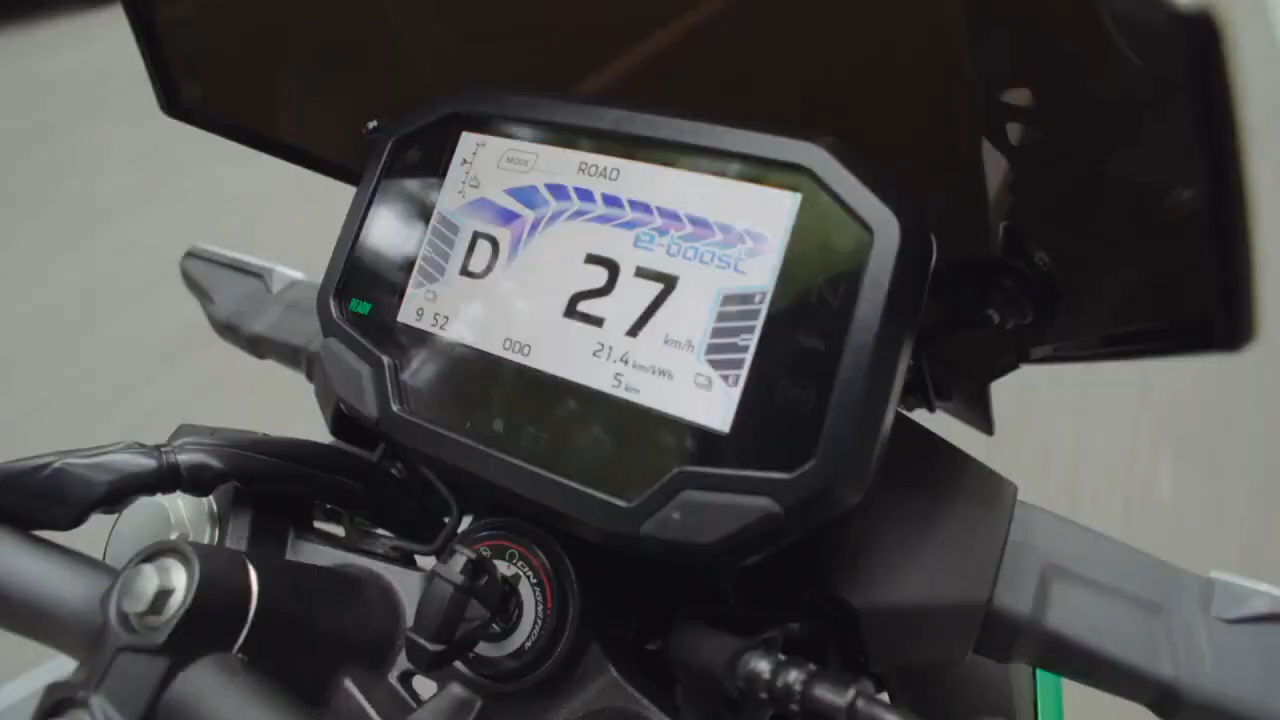 MODE ROAD
e-boost
D 27 km/h
READY
9 52
ODO 21.4 km/kWh
5 km
ON IGNITION